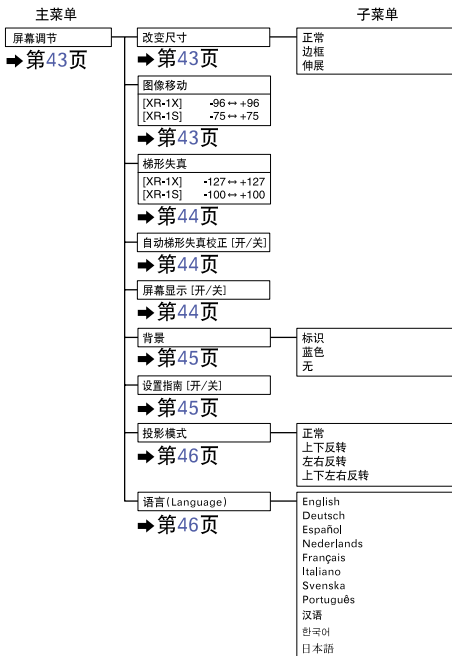 主菜单
子菜单
屏幕调节
➡第43页
改变尺寸
➡第43页
正常
边框
伸展
图像移动
[XR-1X] -96 ↔ +96
[XR-1S] -75 ↔ +75
➡第43页
梯形失真
[XR-1X] -127 ↔ +127
[XR-1S] -100 ↔ +100
➡第44页
自动梯形失真校正 [开/关]
➡第44页
屏幕显示 [开/关]
➡第44页
背景
➡第45页
标识
蓝色
无
设置指南 [开/关]
➡第45页
投影模式
➡第46页
正常
上下反转
左右反转
上下左右反转
语言(Language)
➡第46页
English
Deutsch
Español
Nederlands
Français
Italiano
Svenska
Português
汉语
한국어
日本語